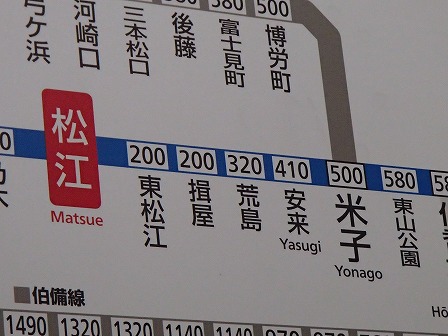 580 500
弓ケ浜 河崎口 三本松口 後藤 富士見町 博労町
松江
Matsue
200 200 320 410 500 580
東松江 揖屋 荒島 安来 米子 東山公園
Yasugi Yonago
■伯備線
1490 1320 1320 1140 1140